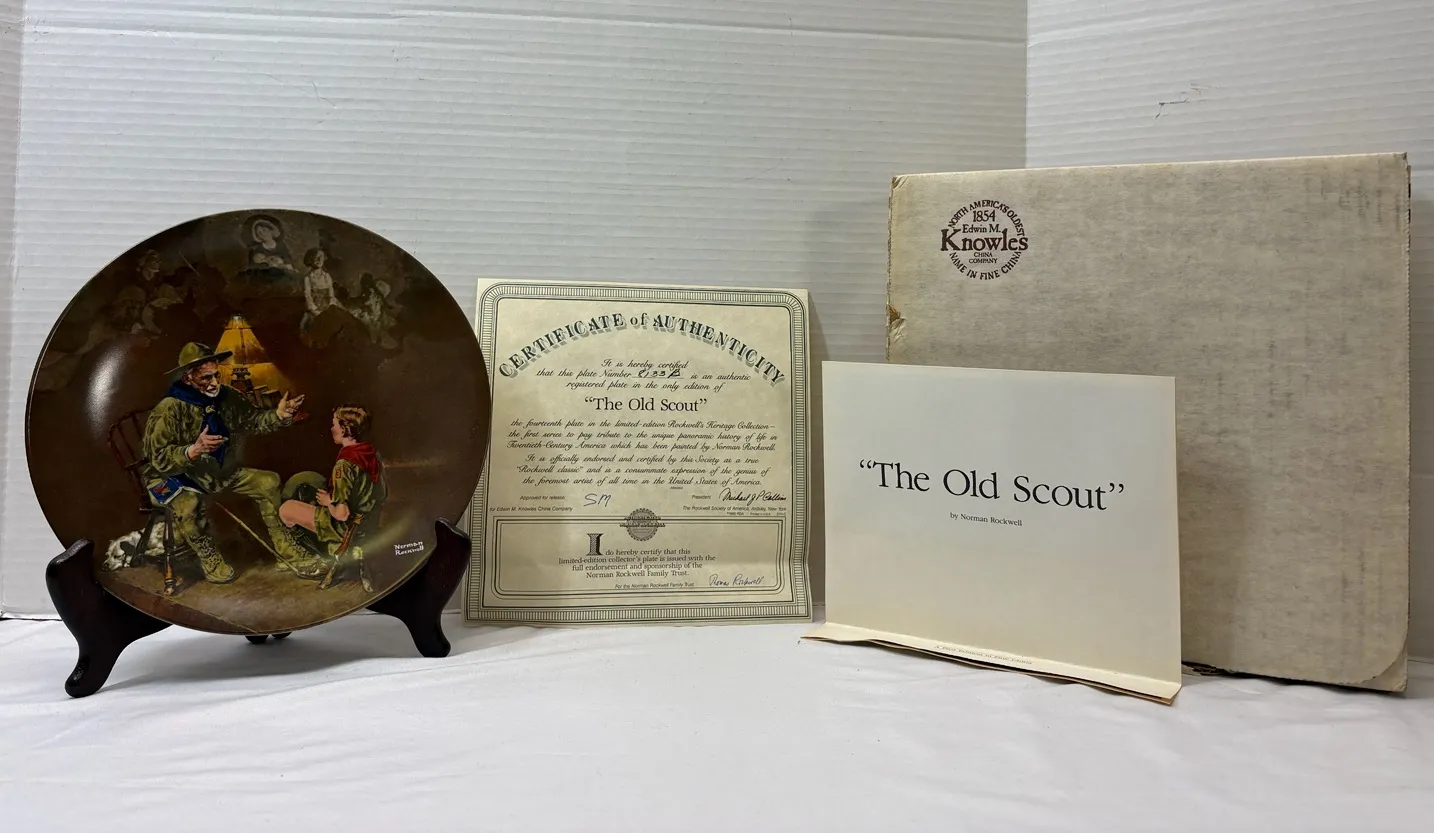 Norman
Rockwell
CERTIFICATE of AUTHENTICITY
It is hereby certified
that this plate Number 8133B is an authentic
registered plate in the only edition of
“The Old Scout”
the fourteenth plate in the limited-edition Rockwell's Heritage Collection—
the first series to pay tribute to the unique panoramic history of life in
Twentieth-Century America which has been painted by Norman Rockwell.
It is officially endorsed and certified by this Society as a true
“Rockwell classic” and is a consummate expression of the genius of
the foremost artist of all time in the United States of America.
Approved for release: SM President
for Edwin M. Knowles China Company The Rockwell Society of America, Ardsley, New York
I do hereby certify that this
limited-edition collector's plate is issued with the
full endorsement and sponsorship of the
Norman Rockwell Family Trust.
For the Norman Rockwell Family Trust:
“The Old Scout”
by Norman Rockwell
NORTH AMERICA'S OLDEST
1854
Edwin M.
Knowles
CHINA
COMPANY
NAME IN FINE CHINA